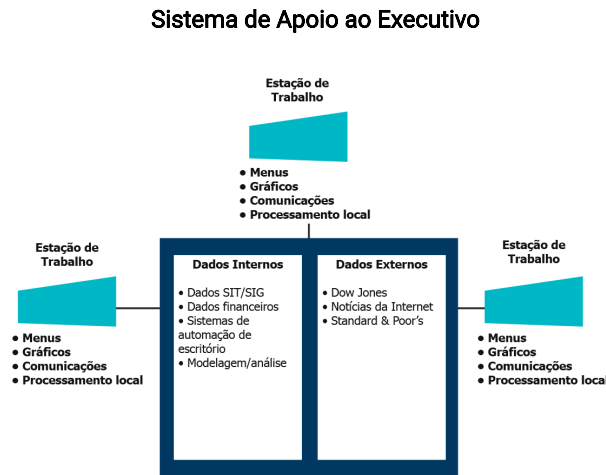 Sistema de Apoio ao Executivo
Estação de
Trabalho
● Menus
● Gráficos
● Comunicações
● Processamento local
Estação de
Trabalho
● Menus
● Gráficos
● Comunicações
● Processamento local
Dados Internos
• Dados SIT/SIG
• Dados financeiros
• Sistemas de
automação de
escritório
• Modelagem/análise
Dados Externos
• Dow Jones
• Notícias da Internet
• Standard & Poor’s
Estação de
Trabalho
● Menus
● Gráficos
● Comunicações
● Processamento local